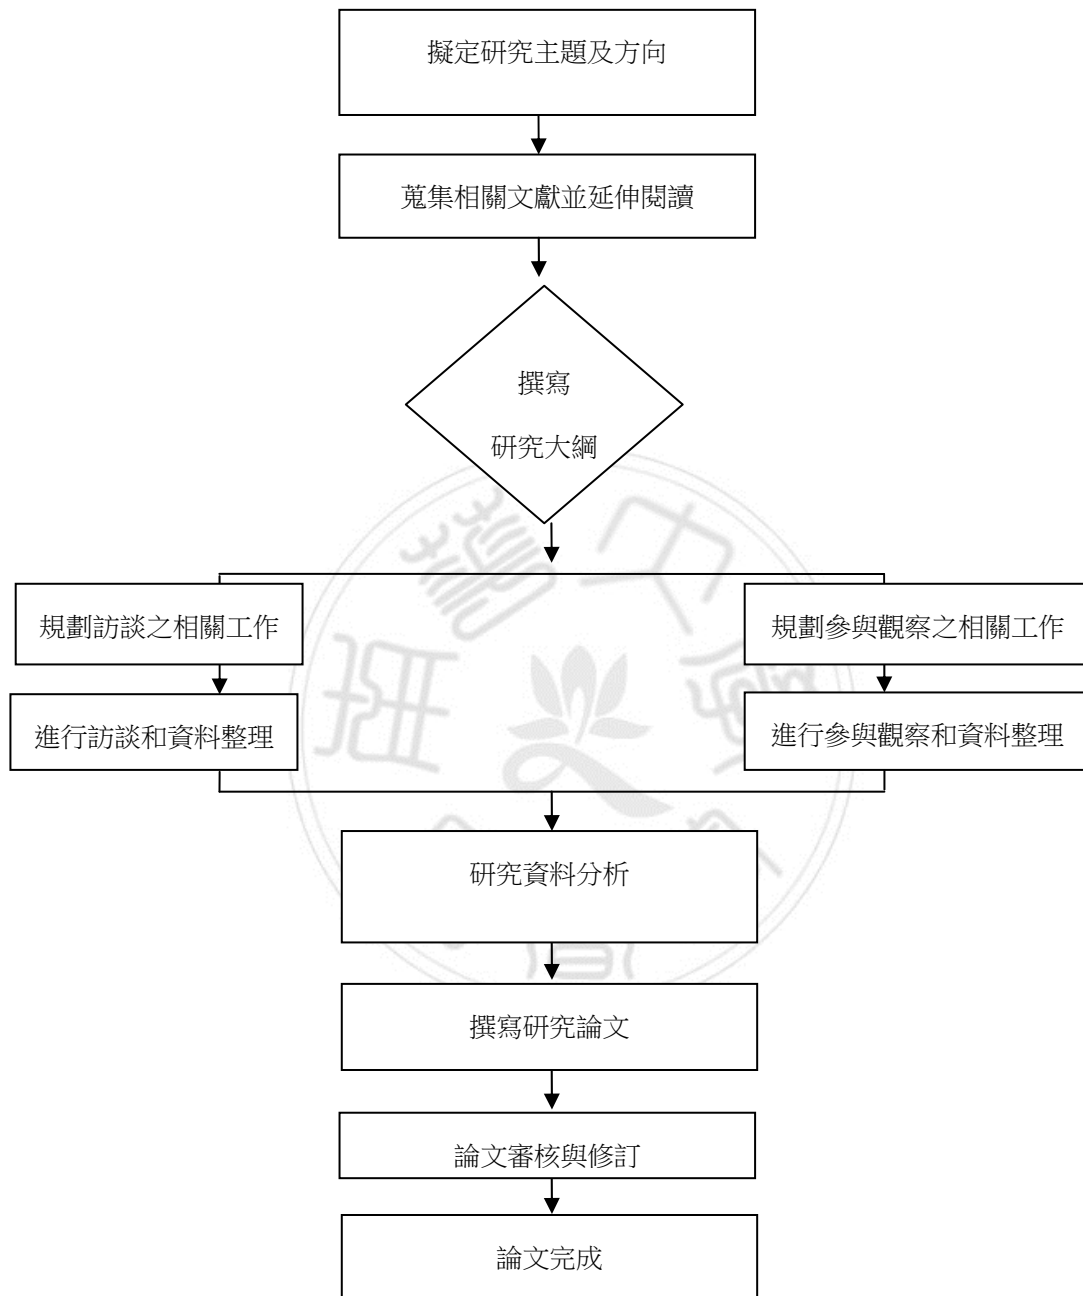 擬定研究主題及方向
蒐集相關文獻並延伸閱讀
撰寫
研究大綱
規劃訪談之相關工作
規劃參與觀察之相關工作
進行訪談和資料整理
進行參與觀察和資料整理
研究資料分析
撰寫研究論文
論文審核與修訂
論文完成